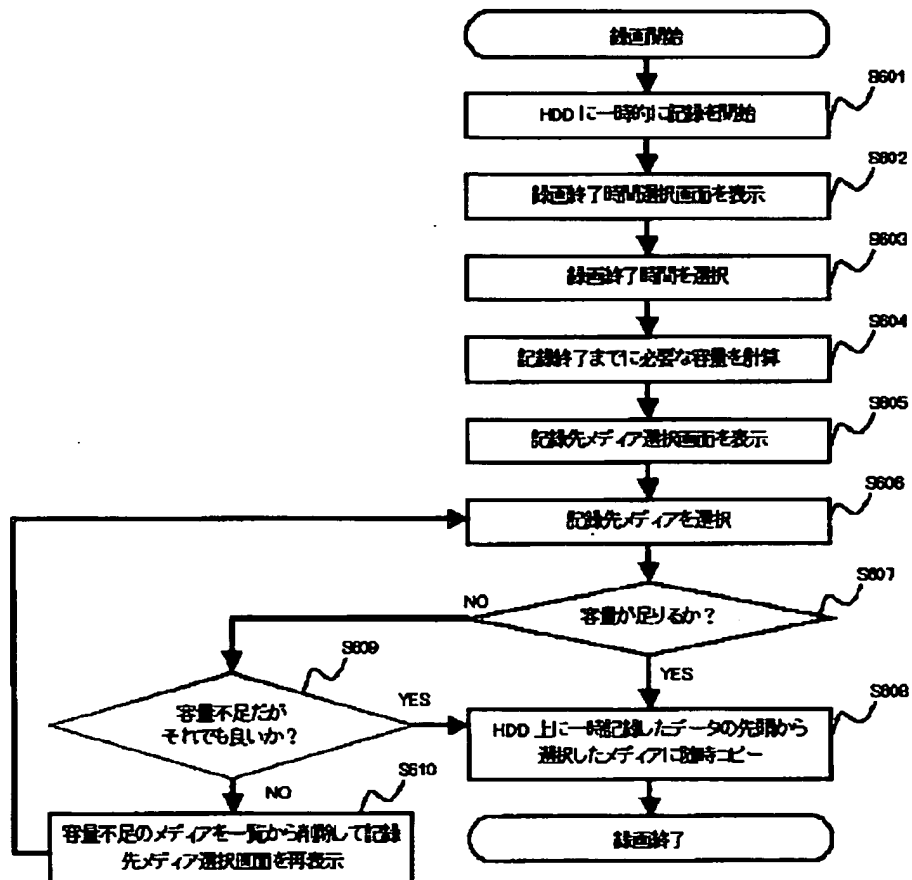 録画開始
S601
HDDに一時的に記録を開始
S602
録画終了時間選択画面を表示
S603
録画終了時間を選択
S604
記録終了までに必要な容量を計算
S605
記録先メディア選択画面を表示
S606
記録先メディアを選択
S607
容量が足りるか?
NO
YES
S609
容量不足だが
それでも良いか?
YES
NO
S608
HDD上に一時記録したデータの先頭から
選択したメディアに随時コピー
S610
容量不足のメディアを一覧から削除して記録
先メディア選択画面を再表示
録画終了